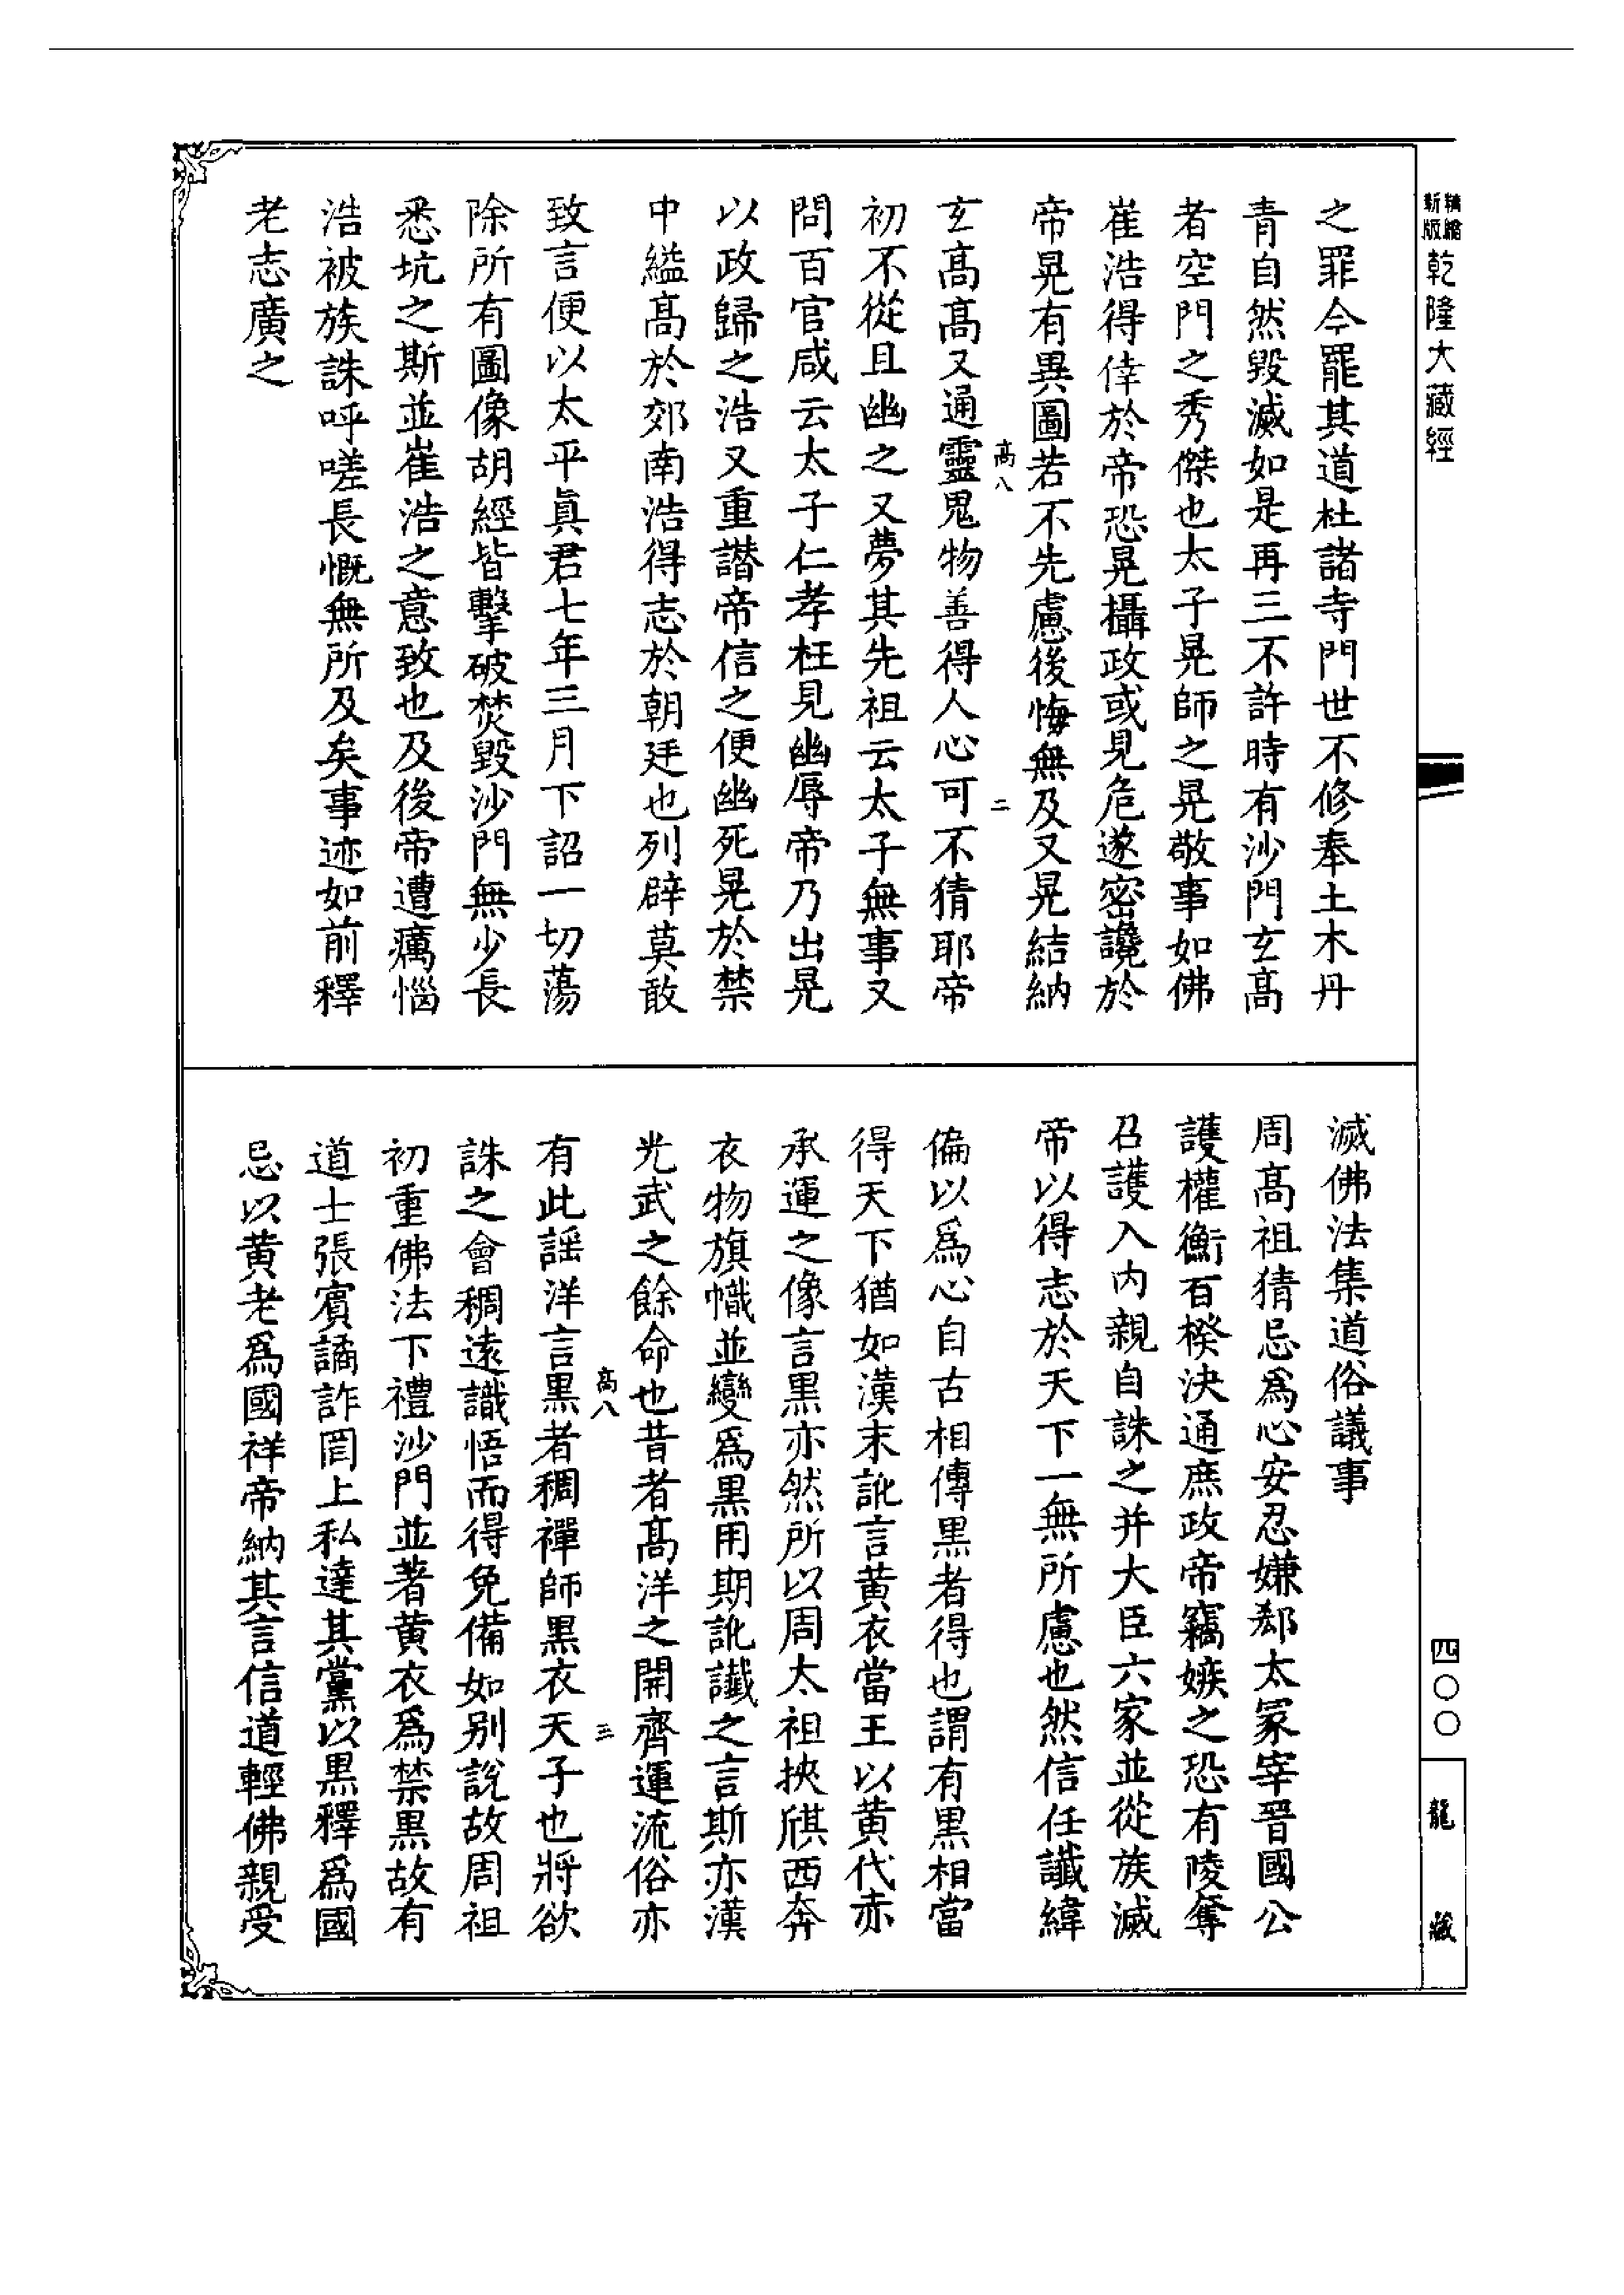 新版精縮乾隆大藏經
之罪今罷其道杜諸寺門世不修奉土木丹
青自然毀滅如是再三不許時有沙門玄高
者空門之秀傑也太子晃師之晃敬事如佛
崔浩得倖於帝恐晃攝政或見危遂密讒於
帝晃有異圖若不先慮後悔無及又晃結納
高八
二
玄高高又通靈鬼物善得人心可不猜耶帝
初不從且幽之又夢其先祖云太子無事又
問百官咸云太子仁孝枉見幽辱帝乃出晃
以政歸之浩又重譖帝信之便幽死晃於禁
中縊高於郊南浩得志於朝廷也列辟莫敢
致言便以太平真君七年三月下詔一切蕩
除所有圖像胡經皆擊破焚毀沙門無少長
悉坑之斯並崔浩之意致也及後帝遭癘惱
浩被族誅呼嗟長慨無所及矣事迹如前釋
老志廣之
滅佛法集道俗議事
周高祖猜忌為心安忍嫌郄太冢宰晉國公
護權衡百揆決通庶政帝竊嫉之恐有陵奪
召護入内親自誅之并大臣六家並從族滅
帝以得志於天下一無所慮也然信任讖緯
偏以爲心自古相傳黑者得也謂有黑相當
得天下猶如漢末訛言黄衣當王以黄代赤
承運之像言黑亦然所以周太祖挾祺西奔
衣物旗幟並變爲黑用期訛讖之言斯亦漢
光武之餘命也昔者高洋之開齊運流俗亦
高八
三
有此謡洋言黑者稠禪師黑衣天子也將欲
誅之會稠遠識悟而得免備如别說故周祖
初重佛法下禮沙門並著黄衣爲禁黑故有
道士張賓譎詐罔上私達其黨以黑釋爲國
忌以黄老爲國祥帝納其言信道輕佛親受
四〇〇
龍藏